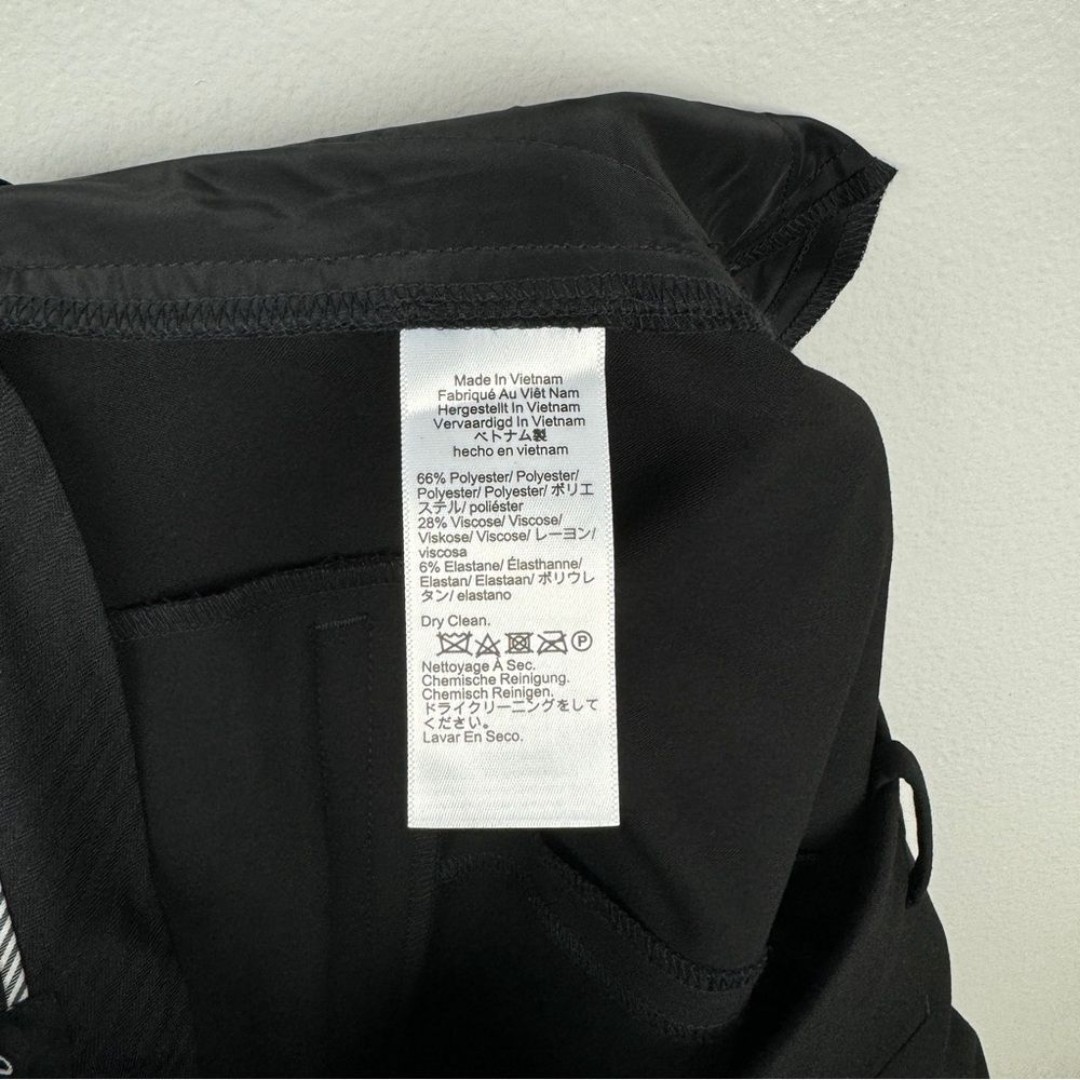 Made In Vietnam
Fabriqué Au Viêt Nam
Hergestellt In Vietnam
Vervaardigd In Vietnam
ベトナム製
hecho en vietnam
66% Polyester/ Polyester/
Polyester/ Polyester/ ポリエ
ステル/ poliéster
28% Viscose/ Viscose/
Viskose/ Viscose/ レーヨン/
viscosa
6% Elastane/ Élasthanne/
Elastan/ Elastaan/ ポリウレ
タン/ elastano
Dry Clean.
P
Nettoyage À Sec.
Chemische Reinigung.
Chemisch Reinigen.
ドライクリーニングをして
ください。
Lavar En Seco.